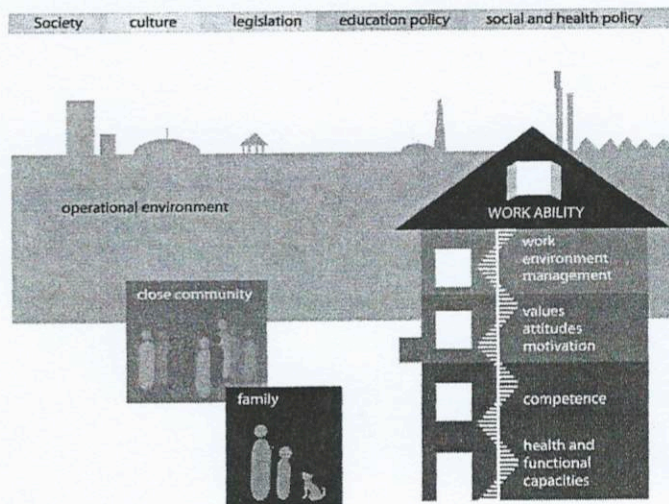 Society culture legislation education policy social and health policy
operational environment
WORK ABILITY
work
environment
management
close community
values
attitudes
motivation
family
competence
health and
functional
capacities